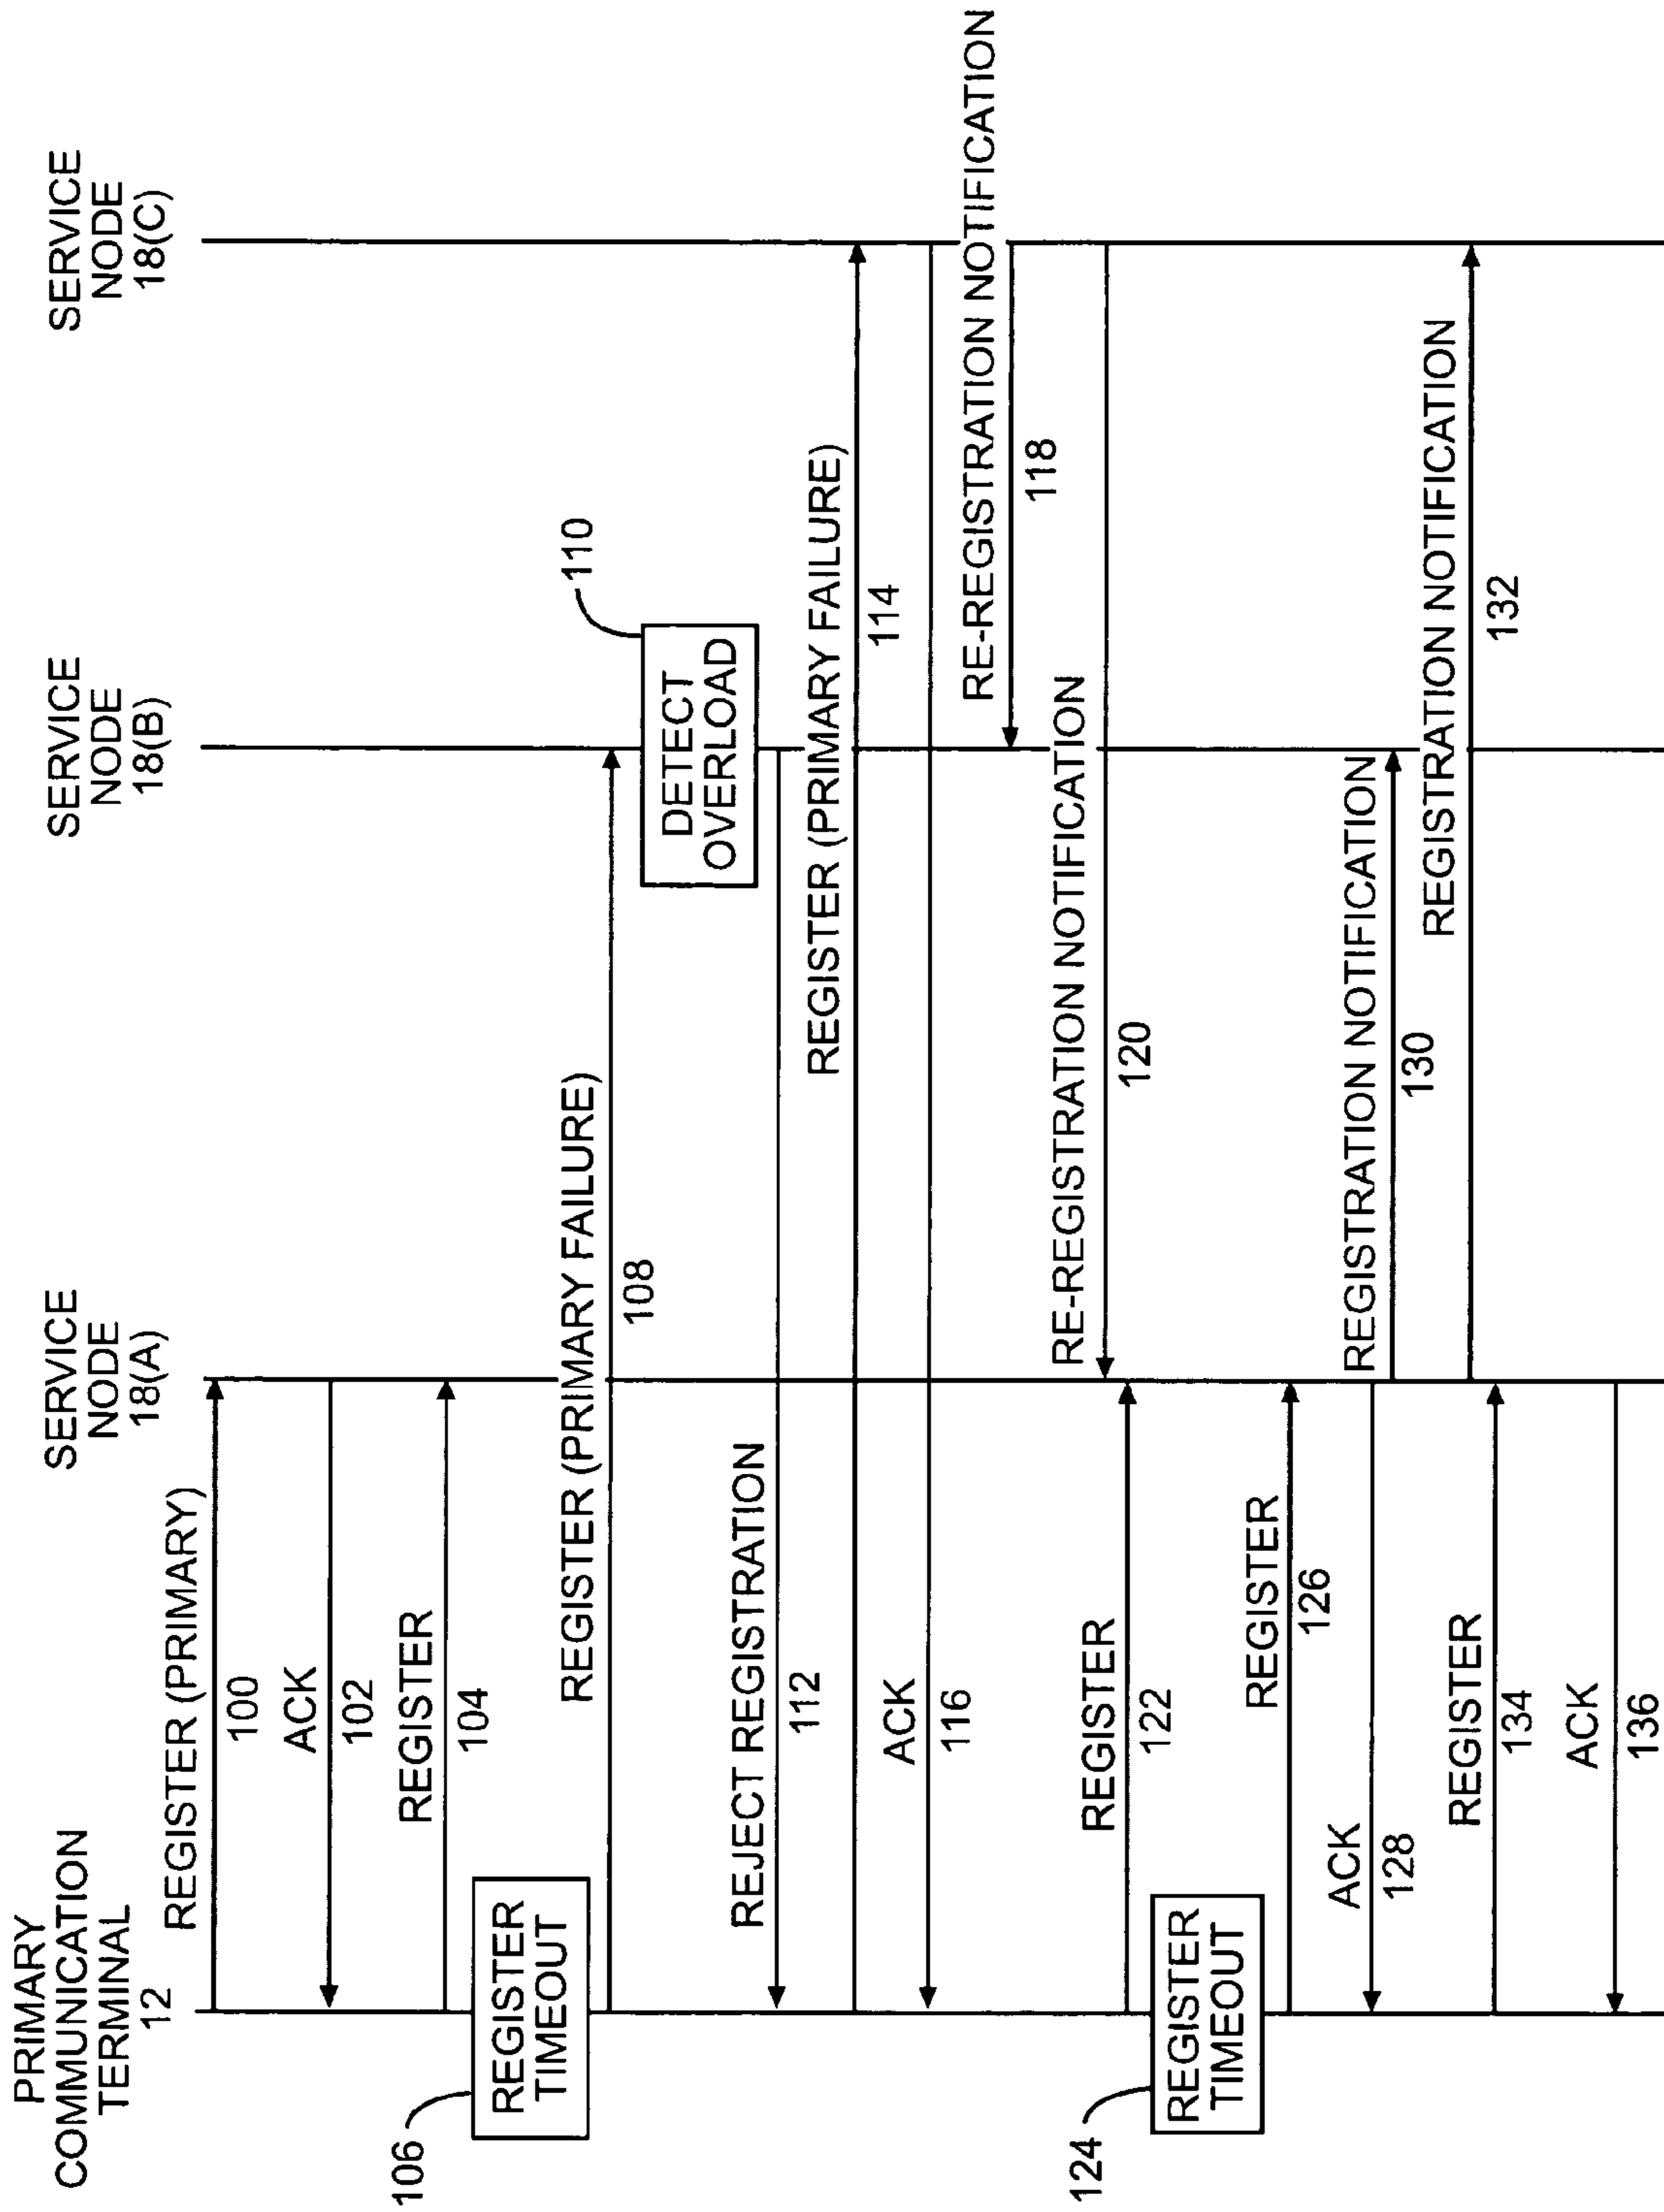 PRIMARY
COMMUNICATION
TERMINAL
12
SERVICE
NODE
18(A)
SERVICE
NODE
18(B)
SERVICE
NODE
18(C)
REGISTER (PRIMARY)
100
ACK
102
REGISTER
104
106
REGISTER
TIMEOUT
REGISTER (PRIMARY FAILURE)
108
110
DETECT
OVERLOAD
REJECT REGISTRATION
112
REGISTER (PRIMARY FAILURE)
114
ACK
116
RE-REGISTRATION NOTIFICATION
118
RE-REGISTRATION NOTIFICATION
120
REGISTER
122
124
REGISTER
TIMEOUT
REGISTER
126
ACK
128
REGISTRATION NOTIFICATION
130
REGISTRATION NOTIFICATION
132
REGISTER
134
ACK
136